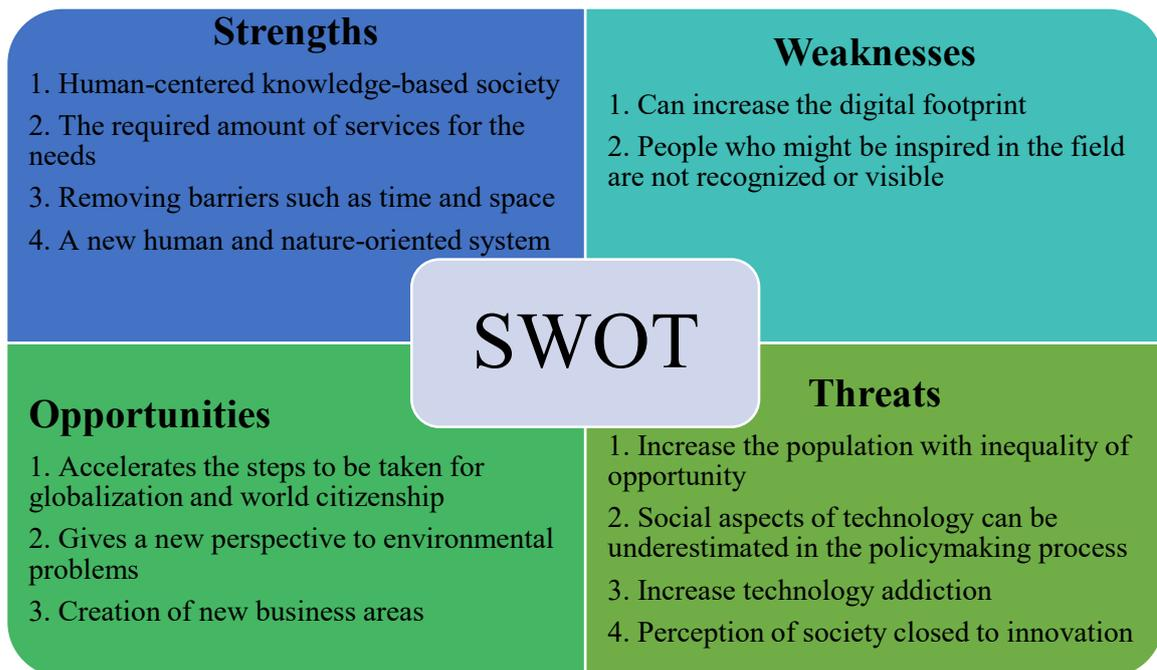 Strengths
1. Human-centered knowledge-based society
2. The required amount of services for the
needs
3. Removing barriers such as time and space
4. A new human and nature-oriented system
Weaknesses
1. Can increase the digital footprint
2. People who might be inspired in the field
are not recognized or visible
SWOT
Opportunities
1. Accelerates the steps to be taken for
globalization and world citizenship
2. Gives a new perspective to environmental
problems
3. Creation of new business areas
Threats
1. Increase the population with inequality of
opportunity
2. Social aspects of technology can be
underestimated in the policymaking process
3. Increase technology addiction
4. Perception of society closed to innovation